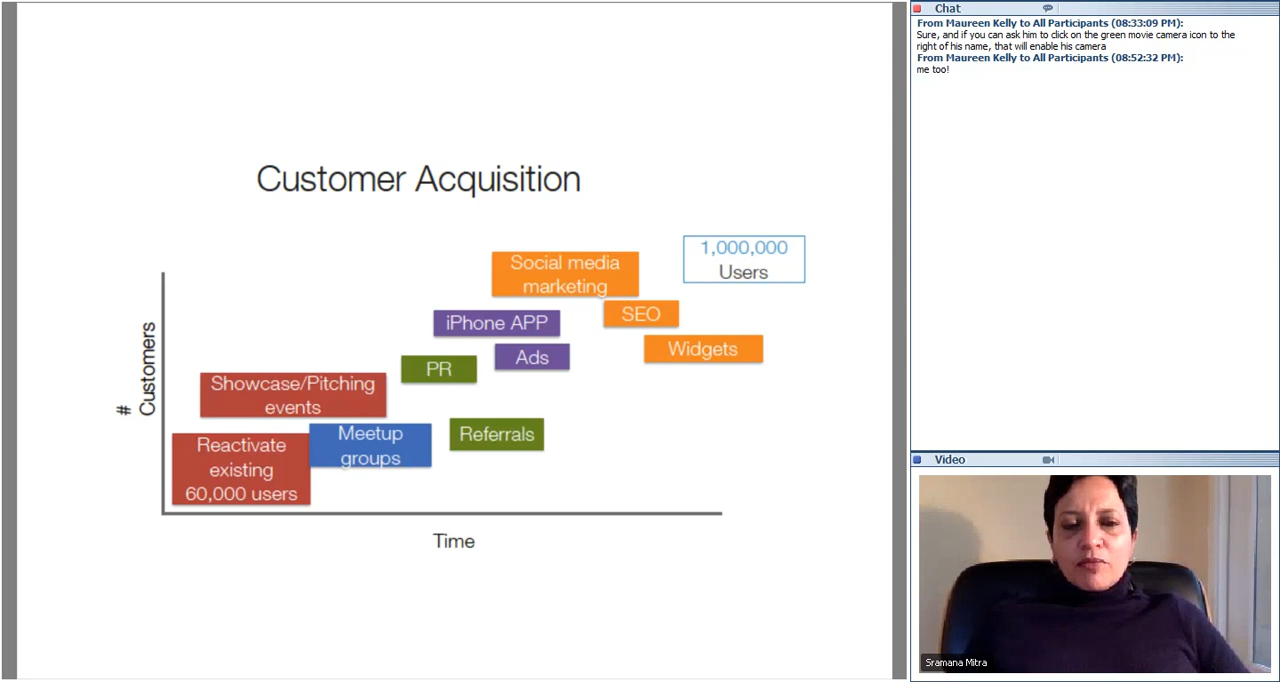 Customer Acquisition
1,000,000
Users
Social media
marketing
SEO
iPhone APP
Widgets
Ads
PR
Showcase/Pitching
events
Referrals
Meetup
groups
Reactivate
existing
60,000 users
#
Customers
Time
Chat
From Maureen Kelly to All Participants (08:33:09 PM):
Sure, and if you can ask him to click on the green movie camera icon to the
right of his name, that will enable his camera
From Maureen Kelly to All Participants (08:52:32 PM):
me too!
Video
Sramana Mitra